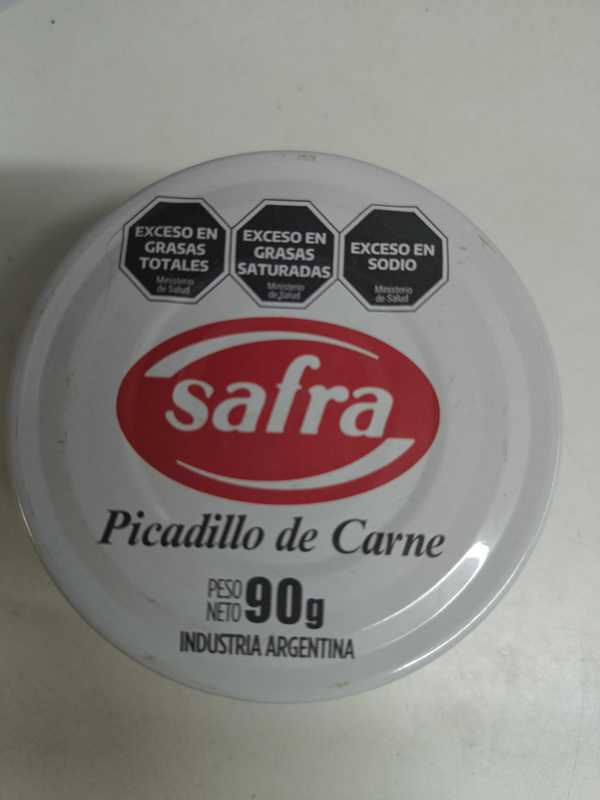 EXCESO EN
GRASAS
TOTALES
Ministerio
de Salud
EXCESO EN
GRASAS
SATURADAS
Ministerio
de Salud
EXCESO EN
SODIO
Ministerio
de Salud
safra
Picadillo de Carne
PESO
NETO 90g
INDUSTRIA ARGENTINA